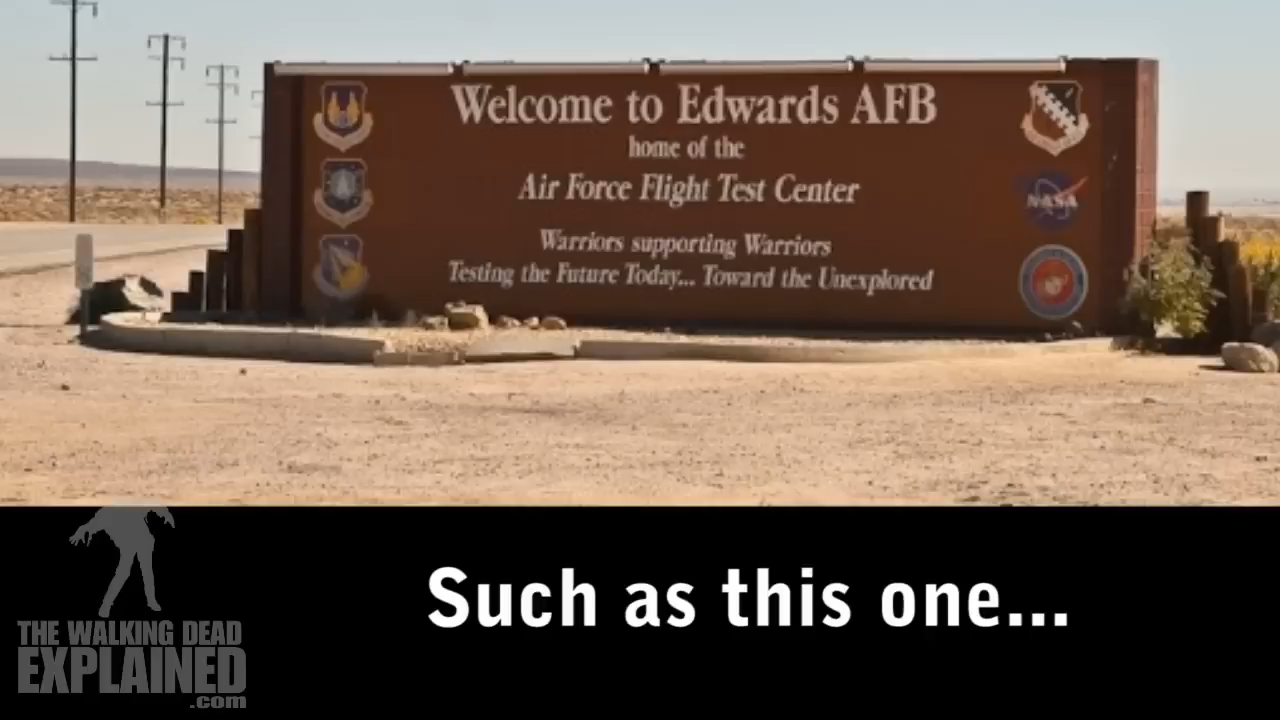 Welcome to Edwards AFB
home of the
Air Force Flight Test Center
Warriors supporting Warriors
Testing the Future Today... Toward the Unexplored
NASA
Such as this one...
THE WALKING DEAD
EXPLAINED
.com